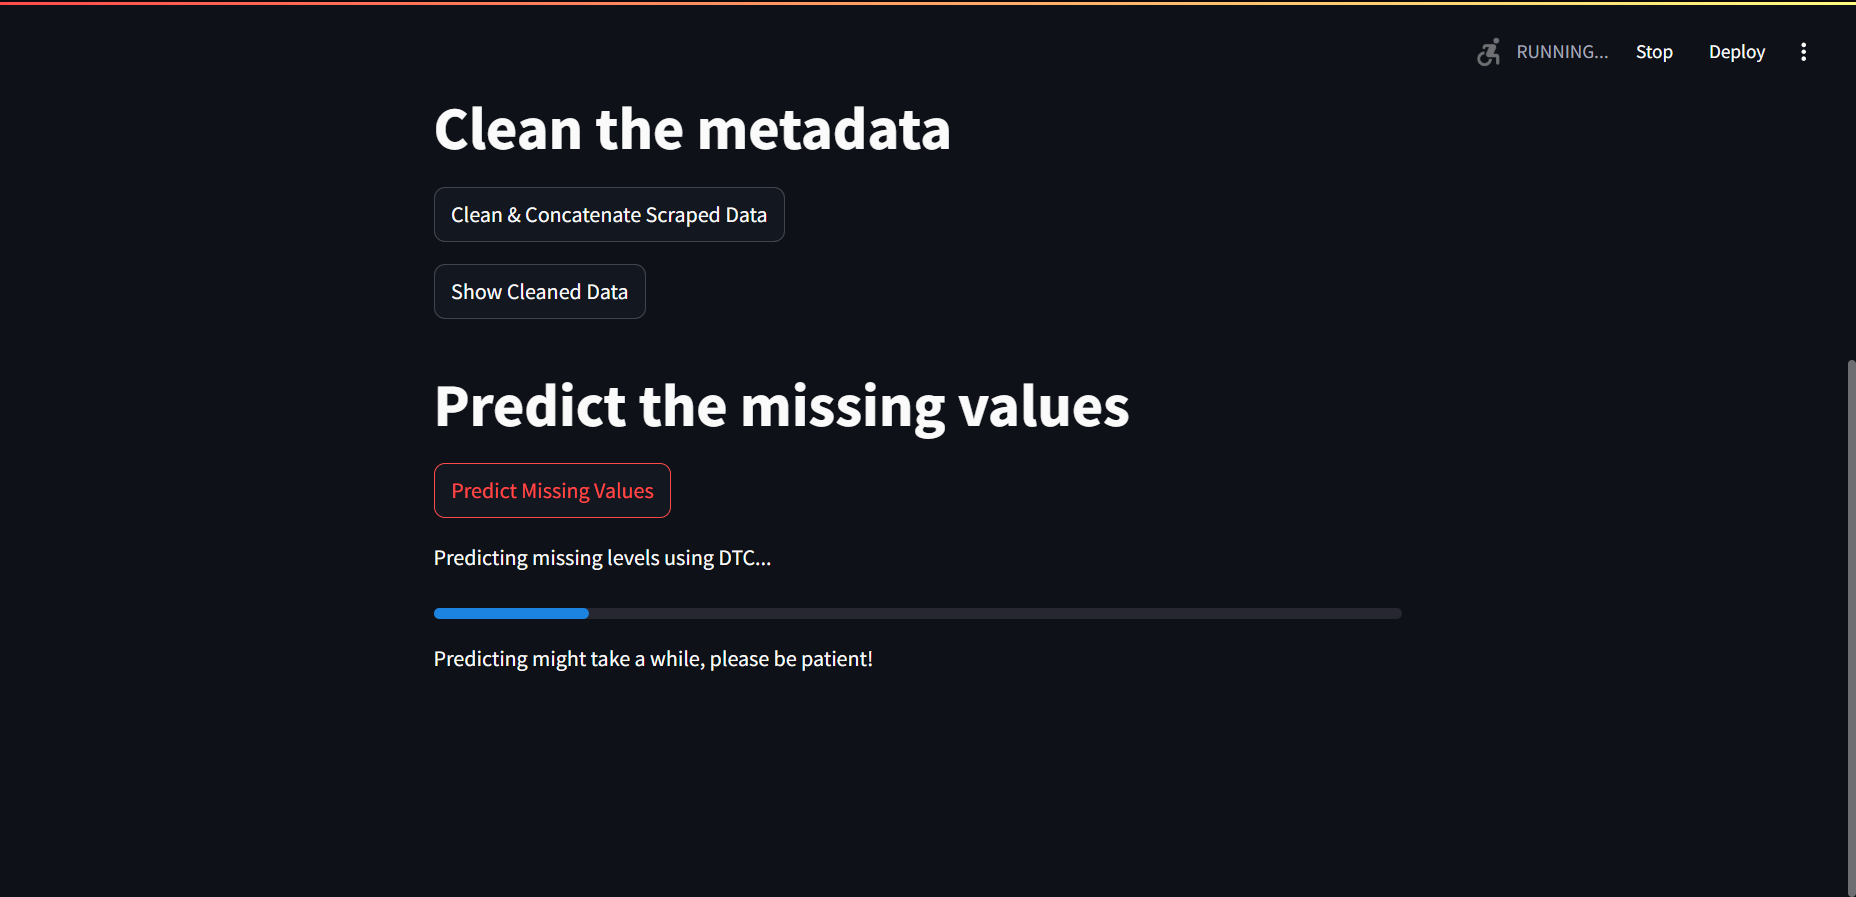 RUNNING...
Stop
Deploy
Clean the metadata
Clean & Concatenate Scraped Data
Show Cleaned Data
Predict the missing values
Predict Missing Values
Predicting missing levels using DTC...
Predicting might take a while, please be patient!